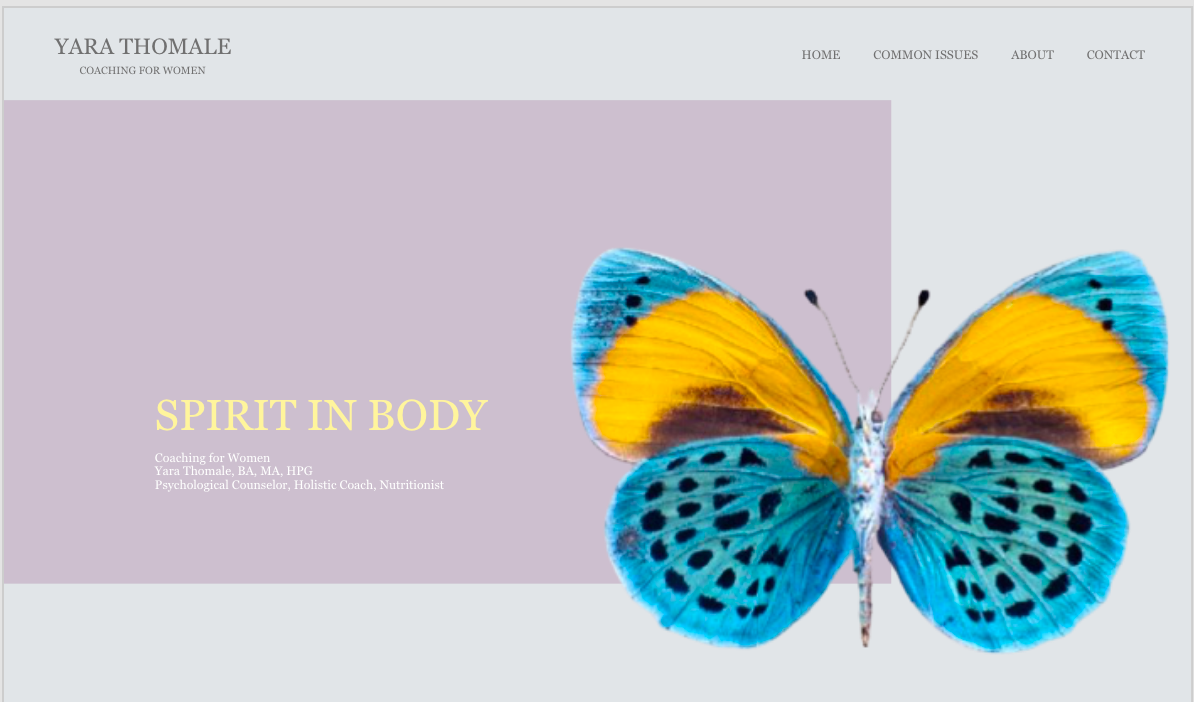 YARA THOMALE
COACHING FOR WOMEN
HOME COMMON ISSUES ABOUT CONTACT
SPIRIT IN BODY
Coaching for Women
Yara Thomale, BA, MA, HPG
Psychological Counselor, Holistic Coach, Nutritionist